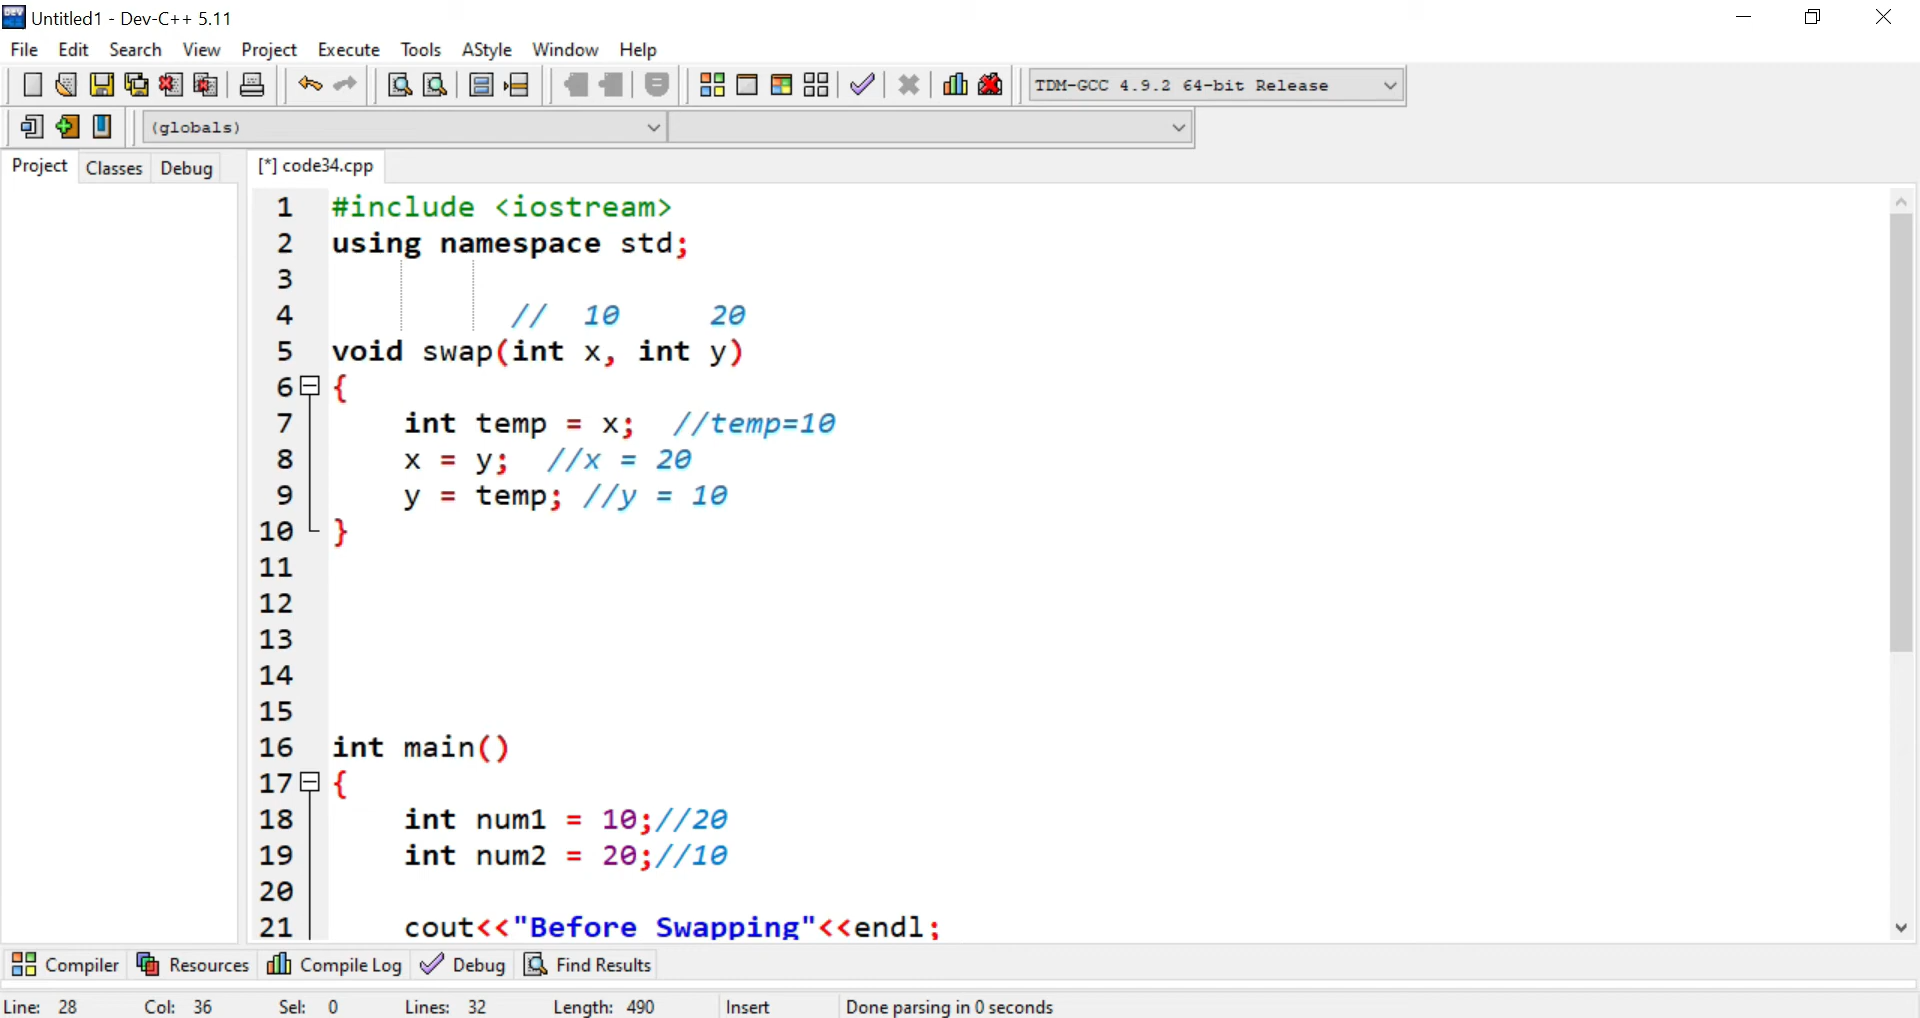 Untitled1 - Dev-C++ 5.11
File Edit Search View Project Execute Tools AStyle Window Help
TDM-GCC 4.9.2 64-bit Release
(globals)
Project Classes Debug [*] code34.cpp
1 #include <iostream>
2 using namespace std;
3
4 // 10 20
5 void swap(int x, int y)
6 {
7 int temp = x; //temp=10
8 x = y; //x = 20
9 y = temp; //y = 10
10 }
11
12
13
14
15
16 int main()
17 {
18 int num1 = 10;//20
19 int num2 = 20;//10
20
21 cout<<"Before Swapping"<<endl;
Compiler Resources Compile Log Debug Find Results
Line: 28 Col: 36 Sel: 0 Lines: 32 Length: 490 Insert Done parsing in 0 seconds